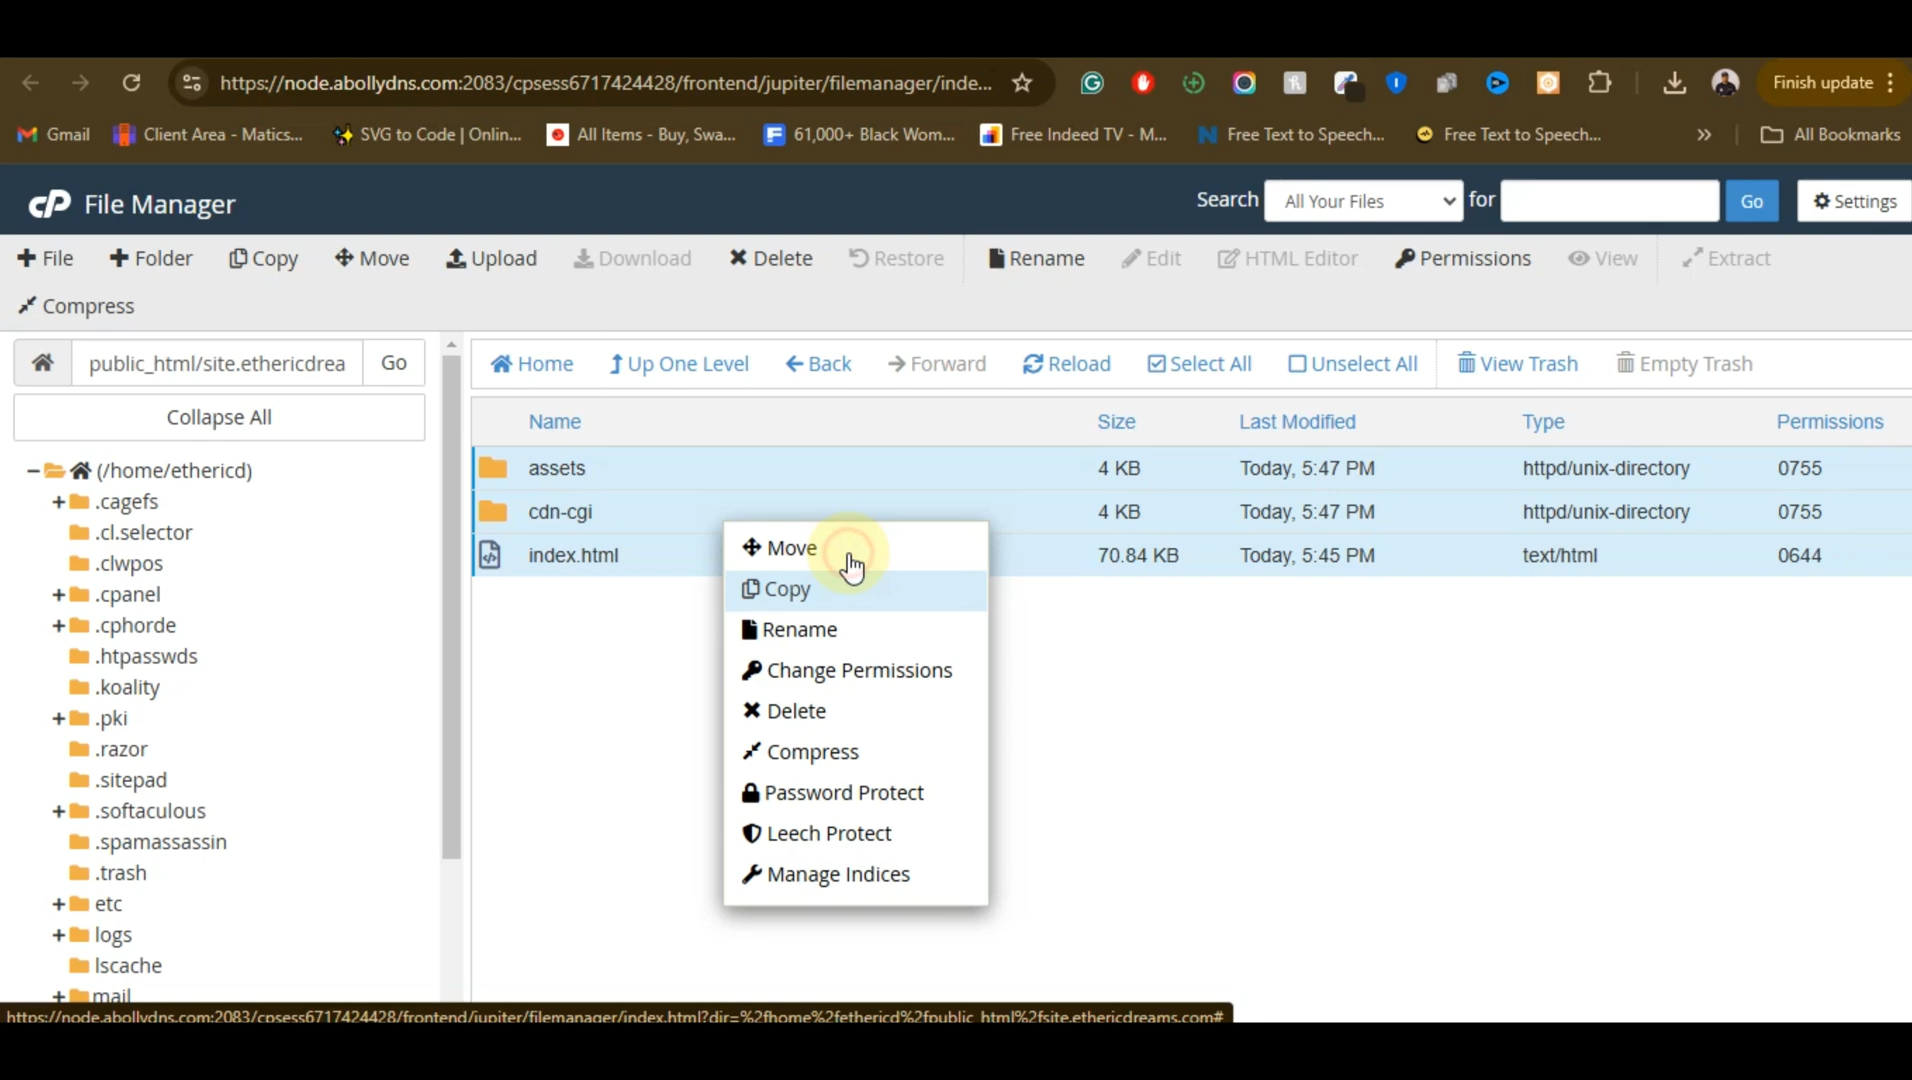 https://node.abollydns.com:2083/cpsess6717424428/frontend/jupiter/filemanager/inde...
Finish update
Gmail
Client Area - Matics...
SVG to Code | Onlin...
All Items - Buy, Swa...
61,000+ Black Wom...
Free Indeed TV - M...
Free Text to Speech...
Free Text to Speech...
» All Bookmarks
cP File Manager
Search All Your Files for Go Settings
File Folder Copy Move Upload Download Delete Restore Rename Edit HTML Editor Permissions View Extract
Compress
public_html/site.ethericdrea Go
Home Up One Level Back Forward Reload Select All Unselect All View Trash Empty Trash
Collapse All
Name Size Last Modified Type Permissions
assets 4 KB Today, 5:47 PM httpd/unix-directory 0755
cdn-cgi 4 KB Today, 5:47 PM httpd/unix-directory 0755
index.html 70.84 KB Today, 5:45 PM text/html 0644
(/home/ethericd)
.cagefs
.cl.selector
.clwpos
.cpanel
.cphorde
.htpasswds
.koality
.pki
.razor
.sitepad
.softaculous
.spamassassin
.trash
etc
logs
lscache
mail
Move
Copy
Rename
Change Permissions
Delete
Compress
Password Protect
Leech Protect
Manage Indices
https://node.abollydns.com:2083/cpsess6717424428/frontend/jupiter/filemanager/index.html?dir=%2fhome%2fethericd%2fpublic_html%2fsite.ethericdreams.com#